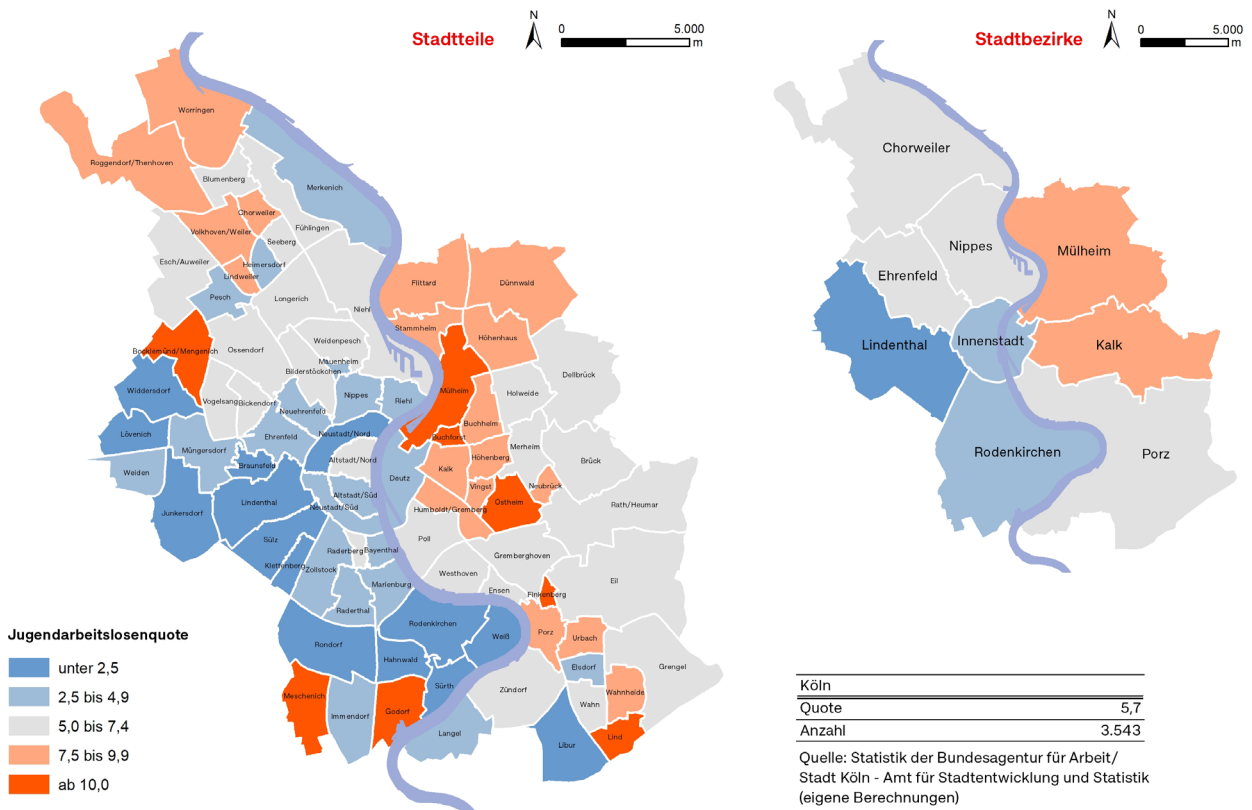 Stadtteile
N
0
5.000
m
Worringen
Roggendorf/Thenhoven
Blumenberg
Merkenich
Chorweiler
Volkhoven/Weiler
Fühlingen
Seeberg
Esch/Auweiler
Heimersdorf
Lindweiler
Pesch
Longerich
Niehl
Flittard
Dünnwald
Stammheim
Höhenhaus
Bocklemünd/Mengenich
Ossendorf
Weidenpesch
Mauenheim
Bilderstöckchen
Dellbrück
Widdersdorf
Vogelsang
Bickendorf
Nippes
Riehl
Mülheim
Holweide
Neuehrenfeld
Buchheim
Lövenich
Ehrenfeld
Neustadt/Nord
Buchforst
Müngersdorf
Merheim
Weiden
Braunsfeld
Altstadt/Nord
Kalk
Höhenberg
Brück
Deutz
Vingst
Neubrück
Lindenthal
Altstadt/Süd
Ostheim
Neustadt/Süd
Humboldt/Gremberg
Rath/Heumar
Junkersdorf
Sülz
Poll
Raderberg
Bayenthal
Gremberghoven
Klettenberg
Zollstock
Westhoven
Marienburg
Eil
Ensen
Finkenberg
Raderthal
Rodenkirchen
Weiß
Porz
Urbach
Rondorf
Hahnwald
Elsdorf
Grengel
Sürth
Zündorf
Wahnheide
Meschenich
Godorf
Wahn
Immendorf
Langel
Libur
Lind
Jugendarbeitslosenquote
unter 2,5
2,5 bis 4,9
5,0 bis 7,4
7,5 bis 9,9
ab 10,0
Stadtbezirke
N
0
5.000
m
Chorweiler
Nippes
Mülheim
Ehrenfeld
Lindenthal
Innenstadt
Kalk
Rodenkirchen
Porz
Köln
Quote 5,7
Anzahl 3.543
Quelle: Statistik der Bundesagentur für Arbeit/
Stadt Köln - Amt für Stadtentwicklung und Statistik
(eigene Berechnungen)